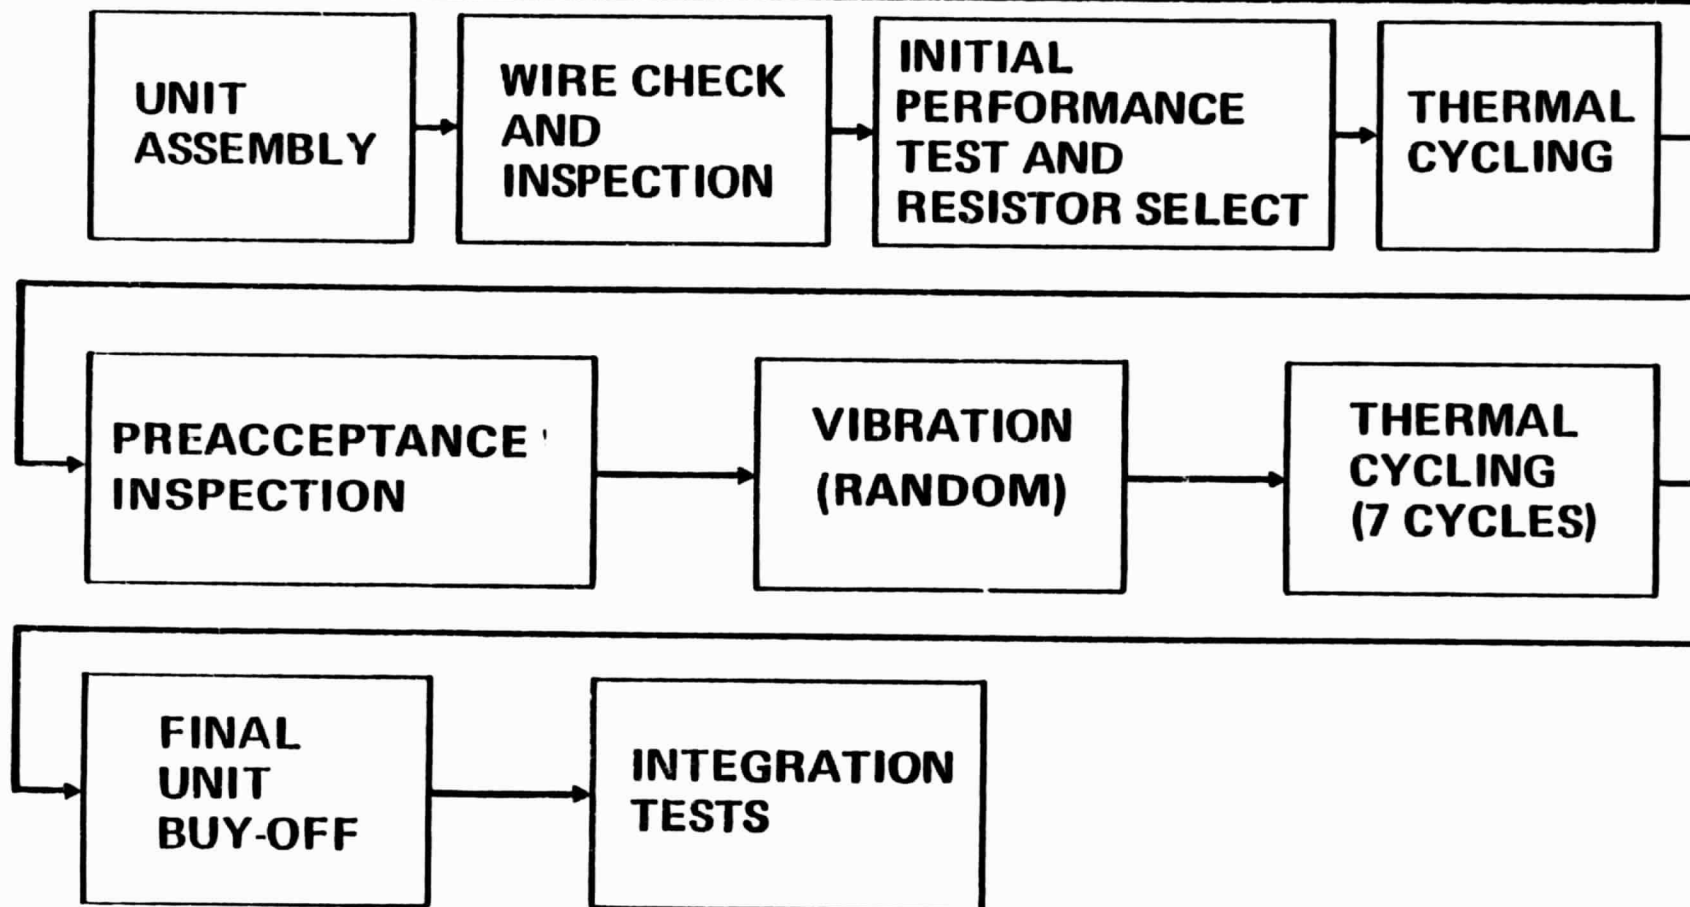 UNIT
ASSEMBLY
WIRE CHECK
AND
INSPECTION
INITIAL
PERFORMANCE
TEST AND
RESISTOR SELECT
THERMAL
CYCLING
PREACCEPTANCE
INSPECTION
VIBRATION
(RANDOM)
THERMAL
CYCLING
(7 CYCLES)
FINAL
UNIT
BUY-OFF
INTEGRATION
TESTS